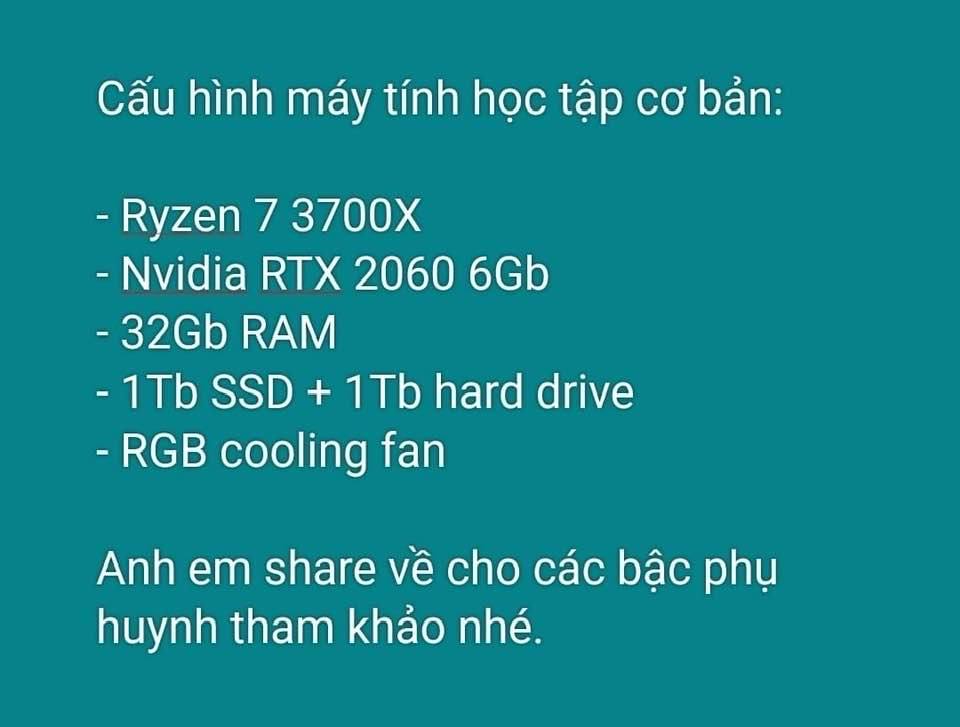 Cấu hình máy tính học tập cơ bản:
- Ryzen 7 3700X
- Nvidia RTX 2060 6Gb
- 32Gb RAM
- 1Tb SSD + 1Tb hard drive
- RGB cooling fan
Anh em share về cho các bậc phụ
huynh tham khảo nhé.